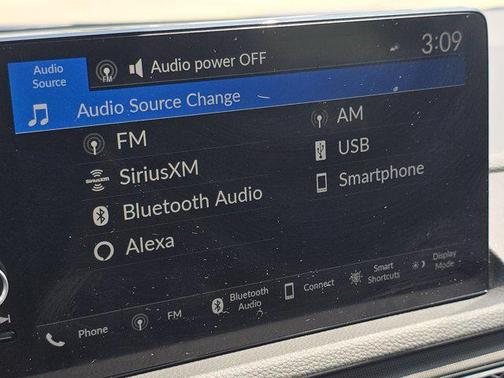 Audio
Source
FM
Audio power OFF
3:09
Audio Source Change
FM
AM
SiriusXM
USB
Bluetooth Audio
Smartphone
Alexa
Phone
FM
Bluetooth
Audio
Connect
Smart
Shortcuts
Display
Mode